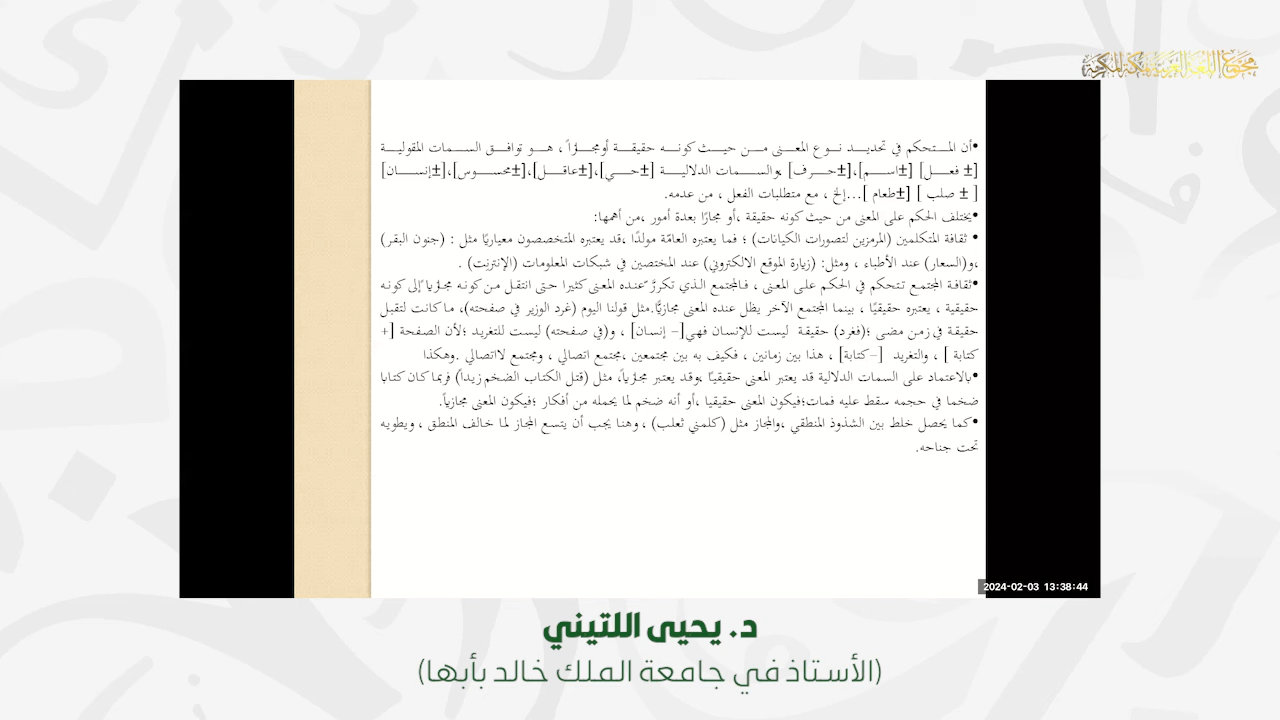 مجمع اللغة العربية بمكة المكرمة
•أن المستحكم في تحديد نوع المعنى من حيث كونه حقيقة أومجازاً ، هو توافق السمات المقولية
[± فعل] [±اسم]،[±حرف] ،والسمات الدلالية [±حي]،[±عاقل]،[±محسوس]،[±إنسان]
[ ± صلب ] [±طعام ]...إلخ ، مع متطلبات الفعل ، من عدمه.
•يختلف الحكم على المعنى من حيث كونه حقيقة ،أو مجازًا بعدة أمور ،من أهمها:
• ثقافة المتكلمين (المرمزين لتصورات الكيانات) ؛ فما يعتبره العامّة مولدًا ،قد يعتبره المتخصصون معياريًا مثل : (جنون البقر)
،و(السعار) عند الأطباء ، ومثل: (زيارة الموقع الالكتروني) عند المختصين في شبكات المعلومات (الإنترنت) .
•ثقافة المجتمع تتحكم في الحكم على المعنى ، فالمجتمع الذي تكررّ عنده المعنى كثيرا حتى انتقل من كونه مجازيا ًإلى كونه
حقيقية ، يعتبره حقيقيًا ، بينما المجتمع الآخر يظل عنده المعنى مجازيًّا.مثل قولنا اليوم (غرد الوزير في صفحته)، ما كانت لتقبل
حقيقة في زمن مضى ؛(فغرد) حقيقة ليست للإنسان فهي[– إنسان] ، و(في صفحته) ليست للتغريد ؛لأن الصفحة [+
كتابة ] ، والتغريد [–كتابة] ، هذا بين زمانين ، فكيف به بين مجتمعين ،مجتمع اتصالي ، ومجتمع لااتصالي .وهكذا
•بالاعتماد على السمات الدلالية قد يعتبر المعنى حقيقيًا ،وقد يعتبر مجازياً، مثل (قتل الكتاب الضخم زيداً) فربما كان كتابا
ضخما في حجمه سقط عليه فمات؛فيكون المعنى حقيقيا ،أو أنه ضخم لما يحمله من أفكار ؛فيكون المعنى مجازياً.
•كما يحصل خلط بين الشذوذ المنطقي ،والمجاز مثل (كلمني ثعلب) ، وهنا يجب أن يتسع المجاز لما خالف المنطق ، ويطويه
تحت جناحه.
2024-02-03 13:38:44
د. يحيى اللتيني
(الأستاذ في جامعة الملك خالد بأبها)